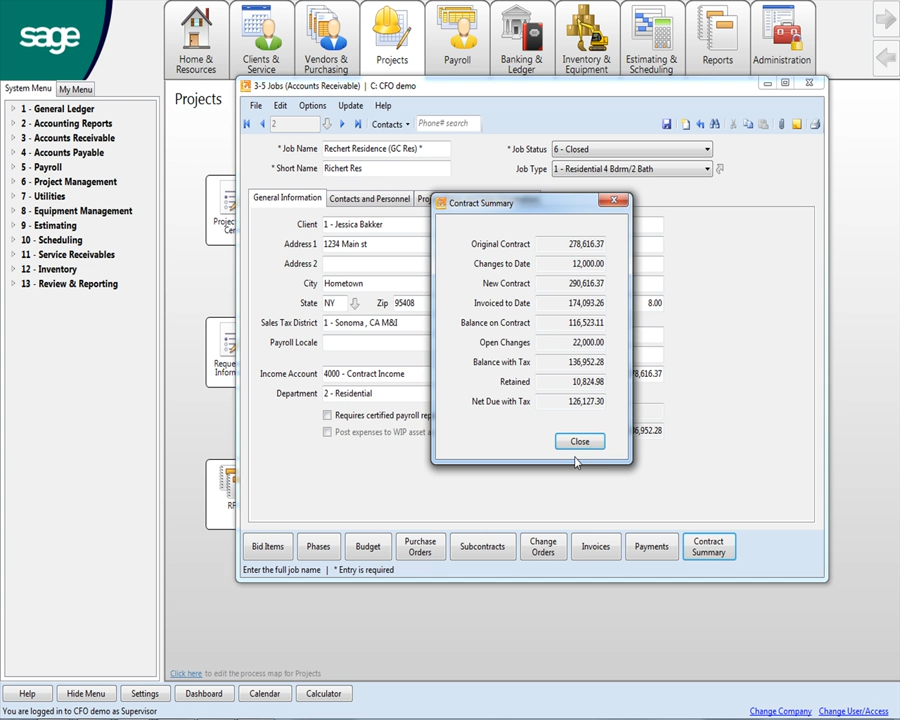 sage
Home & Resources
Clients & Service
Vendors & Purchasing
Projects
Payroll
Banking & Ledger
Inventory & Equipment
Estimating & Scheduling
Reports
Administration
System Menu
My Menu
1 - General Ledger
2 - Accounting Reports
3 - Accounts Receivable
4 - Accounts Payable
5 - Payroll
6 - Project Management
7 - Utilities
8 - Equipment Management
9 - Estimating
10 - Scheduling
11 - Service Receivables
12 - Inventory
13 - Review & Reporting
Projects
3-5 Jobs (Accounts Receivable) | C: CFO demo
File Edit Options Update Help
2
Contacts
Phone# search
* Job Name Rechert Residence (GC Res) *
* Job Status 6 - Closed
* Short Name Richert Res
Job Type 1 - Residential 4 Bdrm/2 Bath
General Information
Contacts and Personnel
Client 1 - Jessica Bakker
Address 1 1234 Main st
Address 2
City Hometown
State NY Zip 95408
8.00
Sales Tax District 1 - Sonoma , CA M&I
Payroll Locale
Income Account 4000 - Contract Income
8,616.37
Department 2 - Residential
Requires certified payroll rep
Post expenses to WIP asset a
,952.28
Contract Summary
Original Contract 278,616.37
Changes to Date 12,000.00
New Contract 290,616.37
Invoiced to Date 174,093.26
Balance on Contract 116,523.11
Open Changes 22,000.00
Balance with Tax 136,952.28
Retained 10,824.98
Net Due with Tax 126,127.30
Close
Bid Items
Phases
Budget
Purchase Orders
Subcontracts
Change Orders
Invoices
Payments
Contract Summary
Enter the full job name | * Entry is required
Click here to edit the process map for Projects
Help
Hide Menu
Settings
Dashboard
Calendar
Calculator
You are logged in to CFO demo as Supervisor
Change Company
Change User/Access